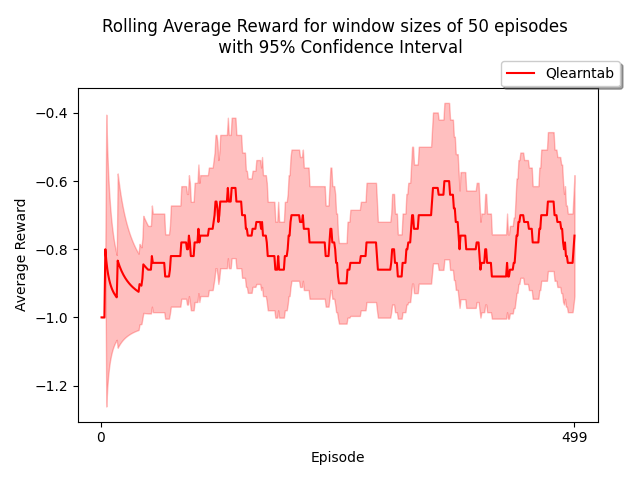 Rolling Average Reward for window sizes of 50 episodes
with 95% Confidence Interval
Qlearntab
−0.4
−0.6
−0.8
−1.0
−1.2
Average Reward
0
499
Episode